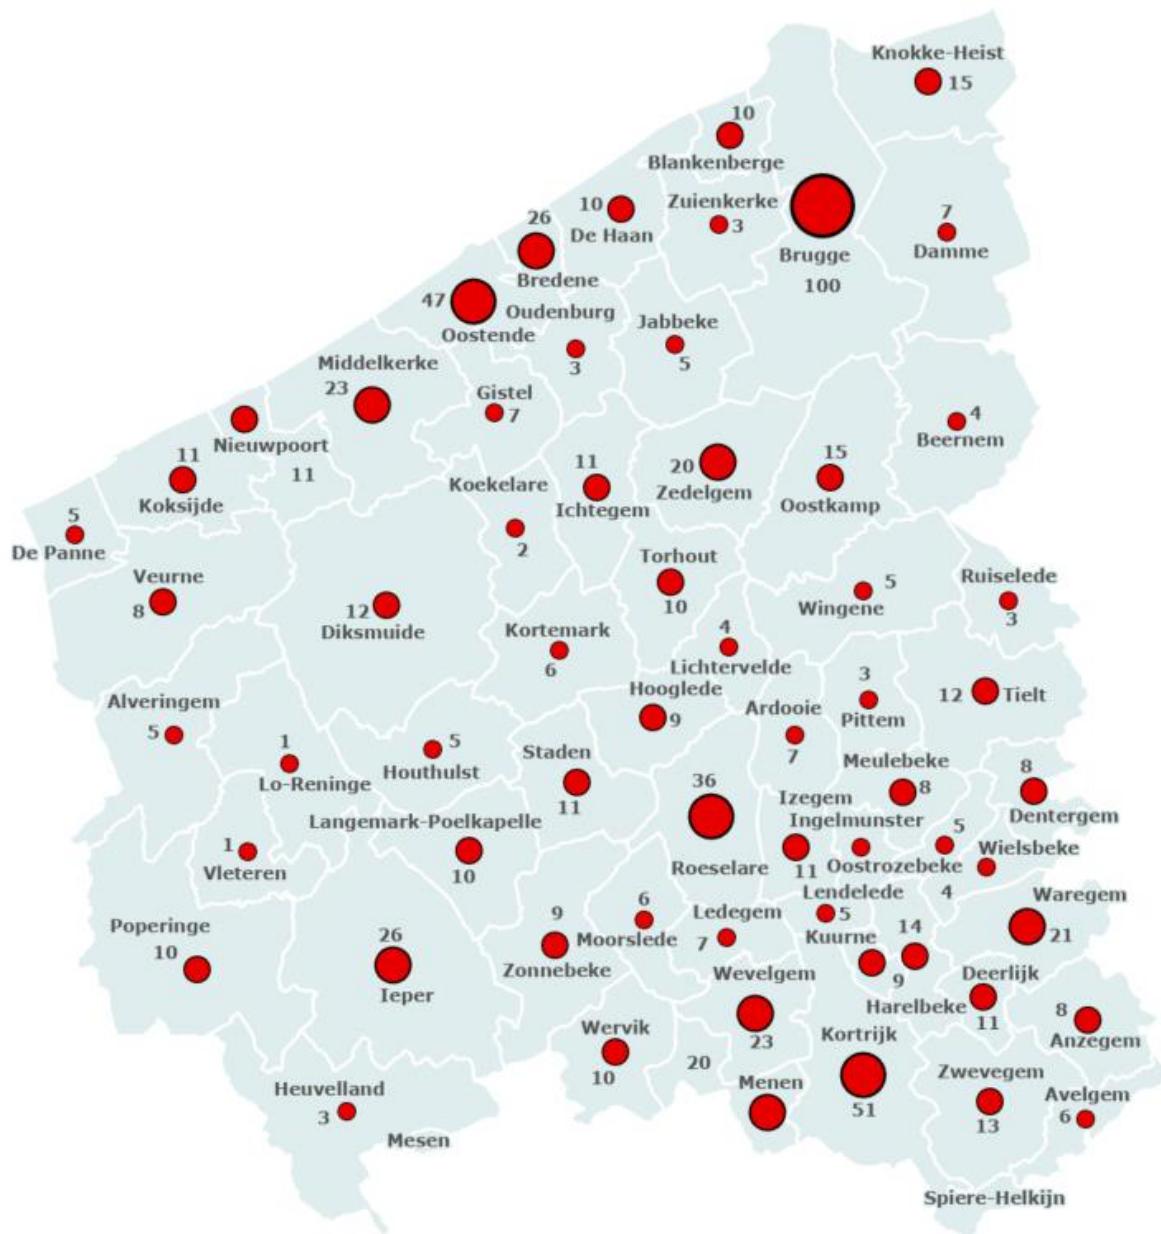 Knokke-Heist
15
10
Blankenberge
Zuienkerke
3
7
Damme
10
De Haan
26
Bredene
Brugge
100
47
Oostende
Oudenburg
3
Jabbeke
5
Middelkerke
23
Gistel
7
4
Beernem
Nieuwpoort
11
11
Koksijde
Koekelare
2
11
Ichtegem
20
Zedelgem
15
Oostkamp
5
De Panne
Veurne
8
12
Diksmuide
Torhout
10
5
Wingene
Ruiselede
3
Kortemark
6
4
Lichtervelde
Hooglede
9
Ardooie
7
3
Pittem
12 Tielt
Alveringem
5
1
Lo-Reninge
5
Houthulst
Staden
11
36
Roeselare
Meulebeke
8
8
Dentergem
Izegem
11
Ingelmunster
5
Oostrozebeke
Wielsbeke
4
Langemark-Poelkapelle
10
1
Vleteren
Lendelede
5
Waregem
21
Poperinge
10
26
Ieper
9
Zonnebeke
6
Moorslede
Ledegem
7
Kuurne
9
14
Harelbeke
Deerlijk
11
8
Anzegem
Wevelgem
23
Wervik
10
20
Menen
Kortrijk
51
Zwevegem
13
Avelgem
6
Heuvelland
3
Mesen
Spiere-Helkijn